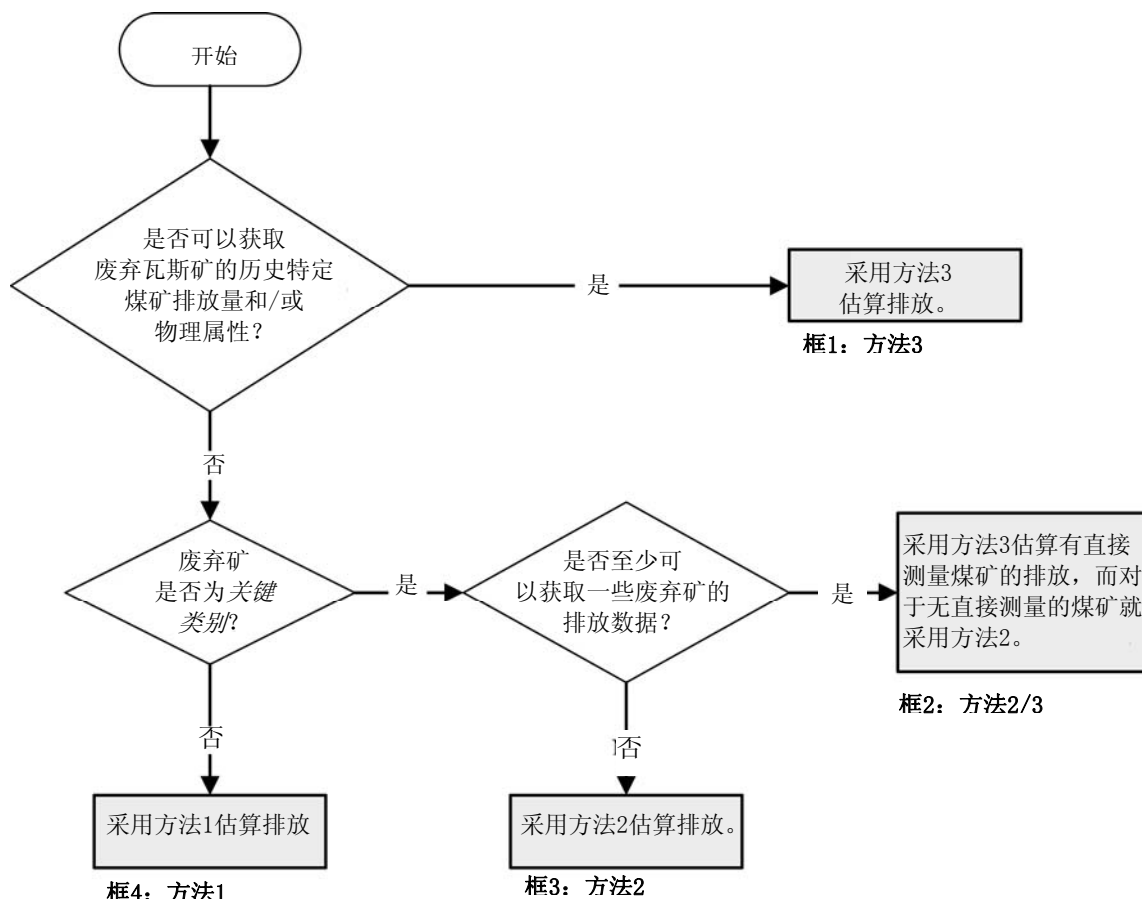 开始
是否可以获取
废弃瓦斯矿的历史特定
煤矿排放量和/或
物理属性？
是
采用方法3
估算排放。
框1：方法3
否
废弃矿
是否为关键
类别？
是
是否至少可
以获取一些废弃矿的
排放数据？
是
采用方法3估算有直接
测量煤矿的排放，而对
于无直接测量的煤矿就
采用方法2。
框2：方法2/3
否
否
采用方法1估算排放
框4：方法1
采用方法2估算排放。
框3：方法2